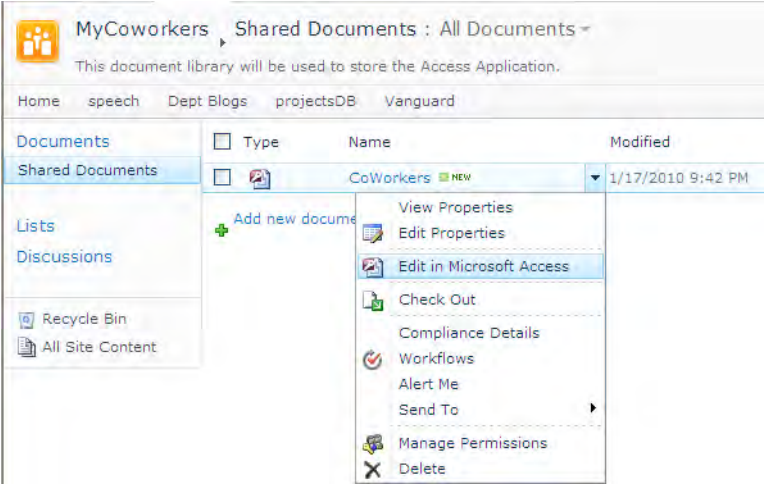 MyCoworkers Shared Documents : All Documents
This document library will be used to store the Access Application.
Home speech Dept Blogs projectsDB Vanguard
Documents
Shared Documents
Lists
Discussions
Recycle Bin
All Site Content
Type Name Modified
CoWorkers NEW 1/17/2010 9:42 PM
Add new docume
View Properties
Edit Properties
Edit in Microsoft Access
Check Out
Compliance Details
Workflows
Alert Me
Send To
Manage Permissions
Delete